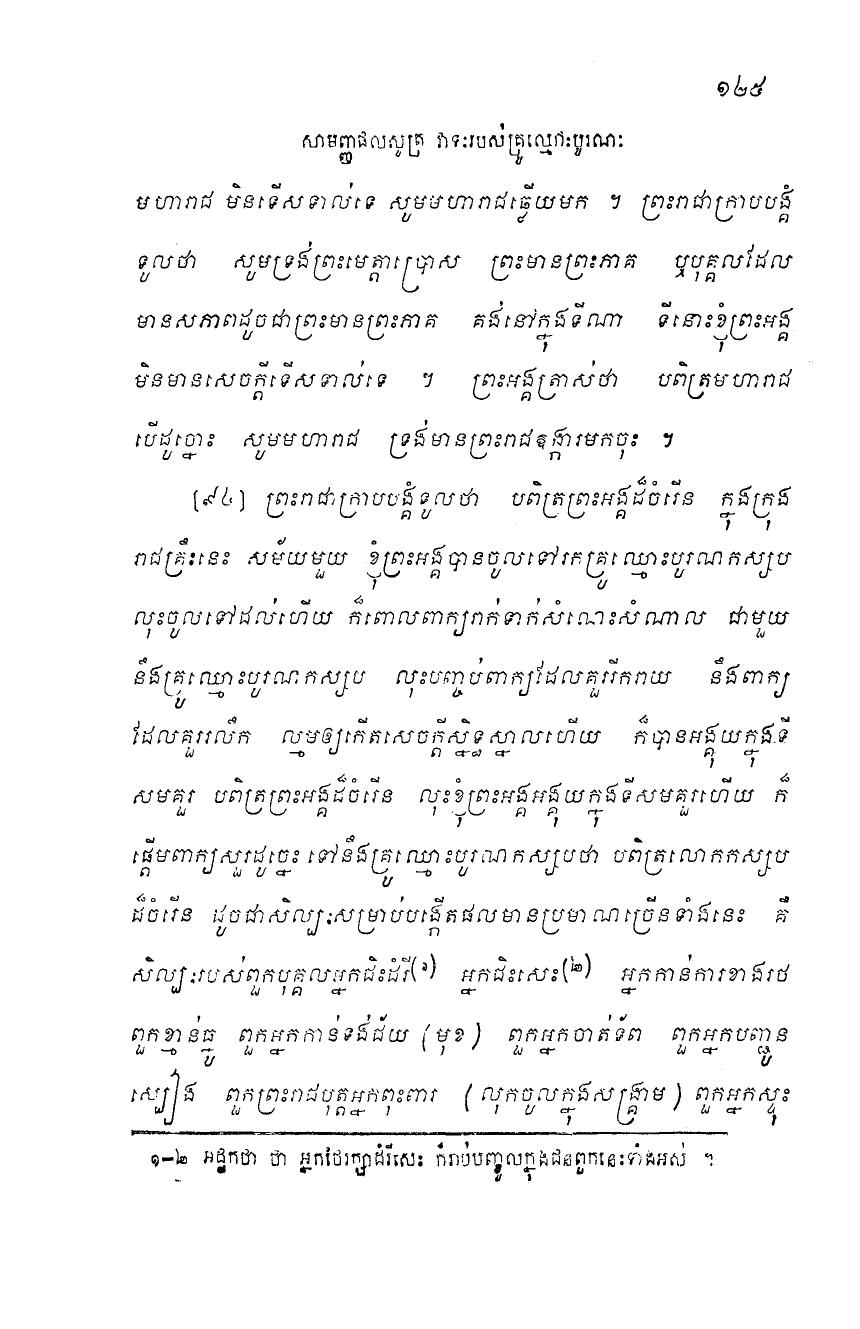 ១២៥
សាមញ្ញផលសូត្រ វាទៈរបស់គ្រូឈ្មោះបូរណៈ
មហារាជ មិនទើសទាល់ទេ សូមមហារាជឆ្លើយមក ។ ព្រះរាជាក្រាបបង្គំ
ទូលថា សូមទ្រង់ព្រះមេត្តាប្រោស ព្រះមានព្រះភាគ ឬបុគ្គលដែល
មានសភាពដូចជាព្រះមានព្រះភាគ គង់នៅក្នុងទីណា ទីនោះខ្ញុំព្រះអង្គ
មិនមានសេចក្តីទើសទាល់ទេ ។ ព្រះអង្គត្រាស់ថា បពិត្រមហារាជ
បើដូច្នោះ សូមមហារាជ ទ្រង់មានព្រះរាជឱង្ការមកចុះ ។
[៩៤] ព្រះរាជាក្រាបបង្គំទូលថា បពិត្រព្រះអង្គដ៏ចំរើន ក្នុងក្រុង
រាជគ្រឹះនេះ សម័យមួយ ខ្ញុំព្រះអង្គបានចូលទៅរកគ្រូឈ្មោះបូរណកស្សប
លុះចូលទៅដល់ហើយ ក៏ពោលពាក្យរាក់ទាក់សំណេះសំណាល ជាមួយ
នឹងគ្រូឈ្មោះបូរណកស្សប លុះបញ្ចប់ពាក្យដែលគួររីករាយ នឹងពាក្យ
ដែលគួររលឹក ល្មមឲ្យកើតសេចក្តីស្និទ្ធស្នាលហើយ ក៏បានអង្គុយក្នុងទី
សមគួរ បពិត្រព្រះអង្គដ៏ចំរើន លុះខ្ញុំព្រះអង្គអង្គុយក្នុងទីសមគួរហើយ ក៏
ផ្តើមពាក្យសួរដូច្នេះ ទៅនឹងគ្រូឈ្មោះបូរណកស្សបថា បពិត្រលោកកស្សប
ដ៏ចំរើន ដូចជាសិល្បៈសម្រាប់បង្កើតផលមានប្រមាណច្រើនទាំងនេះ គឺ
សិល្បៈរបស់ពួកបុគ្គលអ្នកជិះដំរី(១) អ្នកជិះសេះ(២) អ្នកកាន់ការខាងរថ
ពួកខ្មាន់ធ្នូ ពួកអ្នកកាន់ទង់ជ័យ (មុខ) ពួកអ្នកចាត់ទ័ព ពួកអ្នកបញ្ជូន
ស្បៀង ពួកព្រះរាជបុត្តអ្នកពុះពារ (លុកចូលក្នុងសង្គ្រាម) ពួកអ្នកស្ទុះ
១-២ អដ្ឋកថា ថា អ្នកថែរក្សាដំរីសេះ ក៏រាប់បញ្ចូលក្នុងជនពួកនេះទាំងអស់ ។